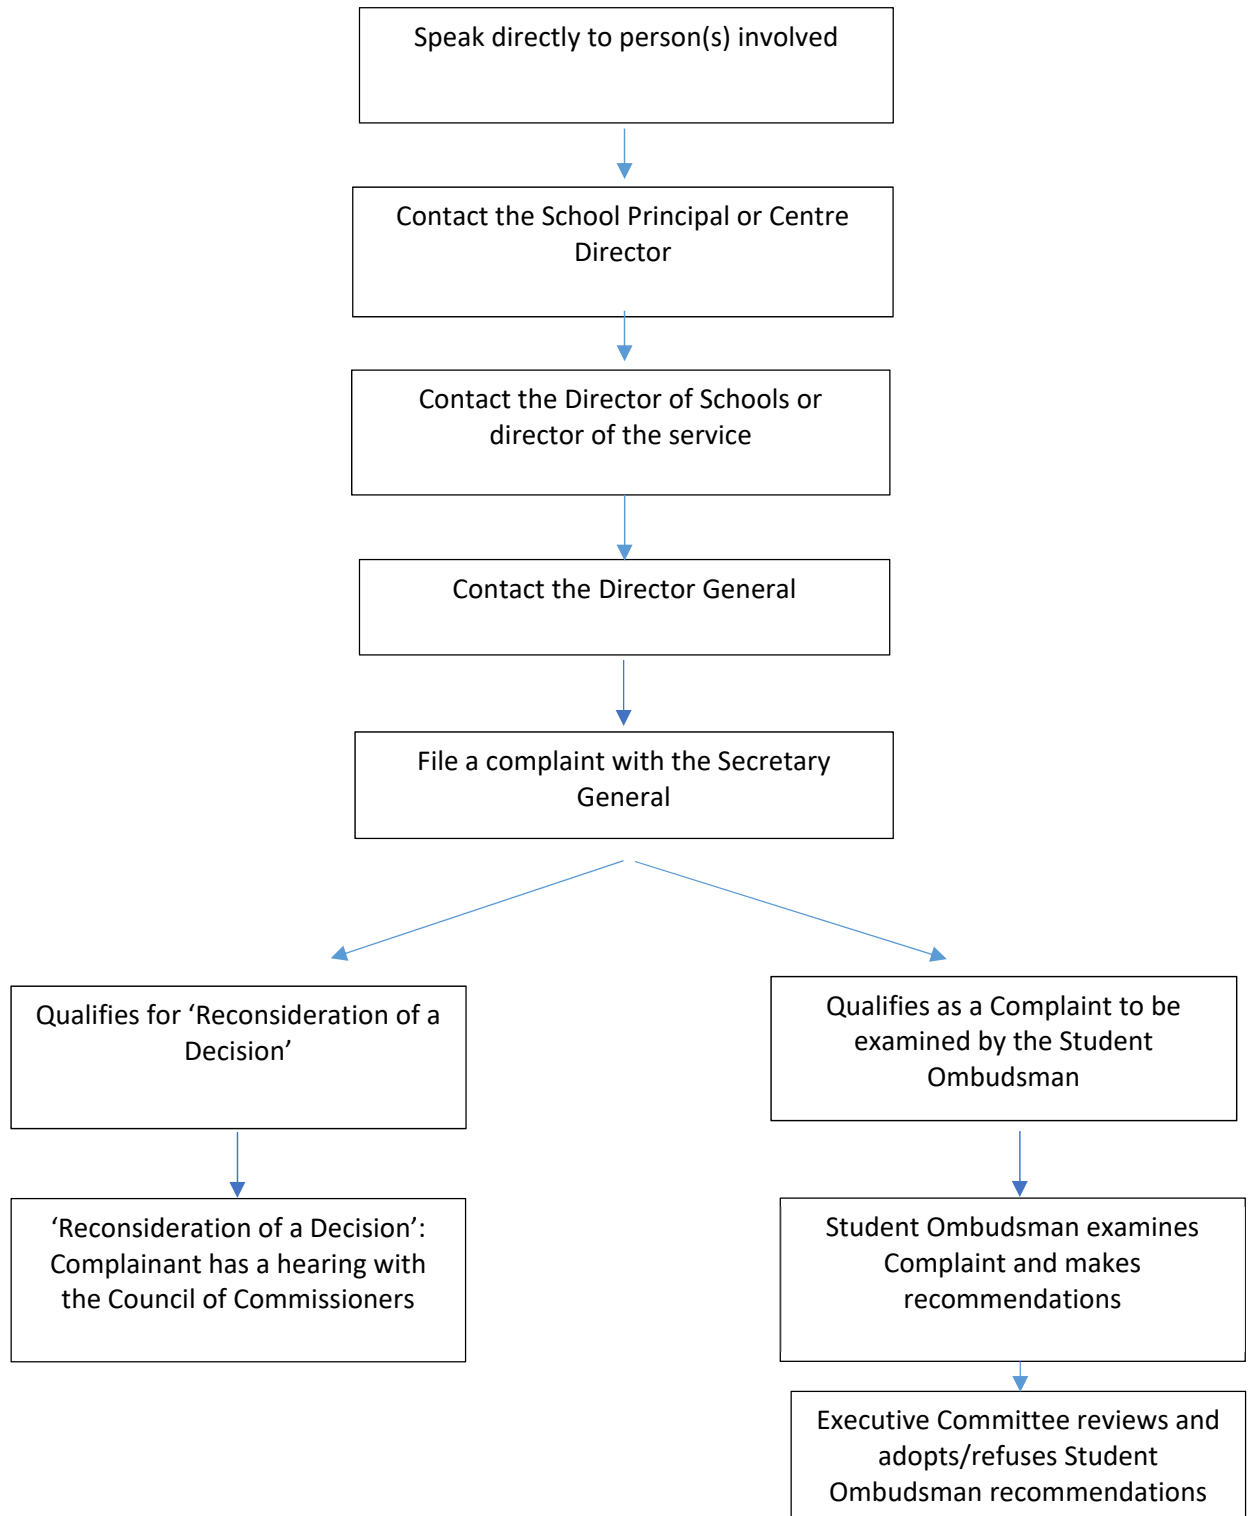 Speak directly to person(s) involved
Contact the School Principal or Centre
Director
Contact the Director of Schools or
director of the service
Contact the Director General
File a complaint with the Secretary
General
Qualifies for ‘Reconsideration of a
Decision’
Qualifies as a Complaint to be
examined by the Student
Ombudsman
‘Reconsideration of a Decision’:
Complainant has a hearing with
the Council of Commissioners
Student Ombudsman examines
Complaint and makes
recommendations
Executive Committee reviews and
adopts/refuses Student
Ombudsman recommendations